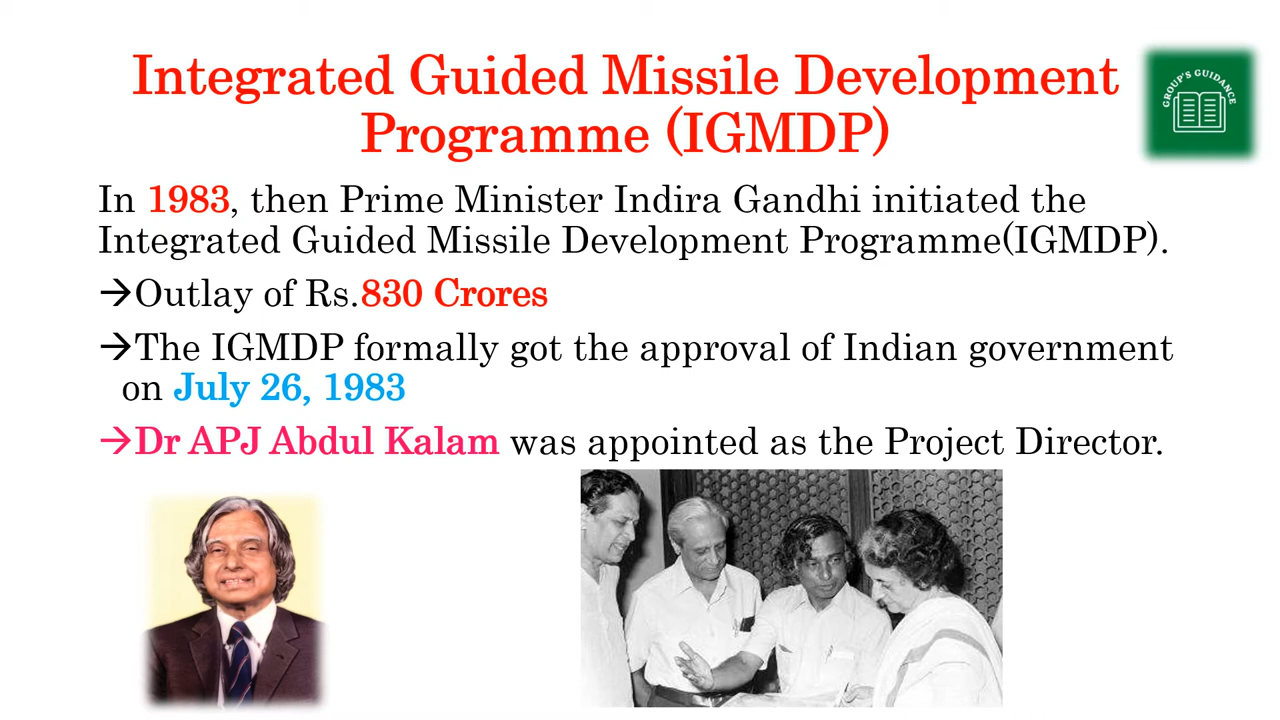 Integrated Guided Missile Development
Programme (IGMDP)
GROUP'S GUIDANCE
In 1983, then Prime Minister Indira Gandhi initiated the
Integrated Guided Missile Development Programme(IGMDP).
→Outlay of Rs.830 Crores
→The IGMDP formally got the approval of Indian government
on July 26, 1983
→Dr APJ Abdul Kalam was appointed as the Project Director.